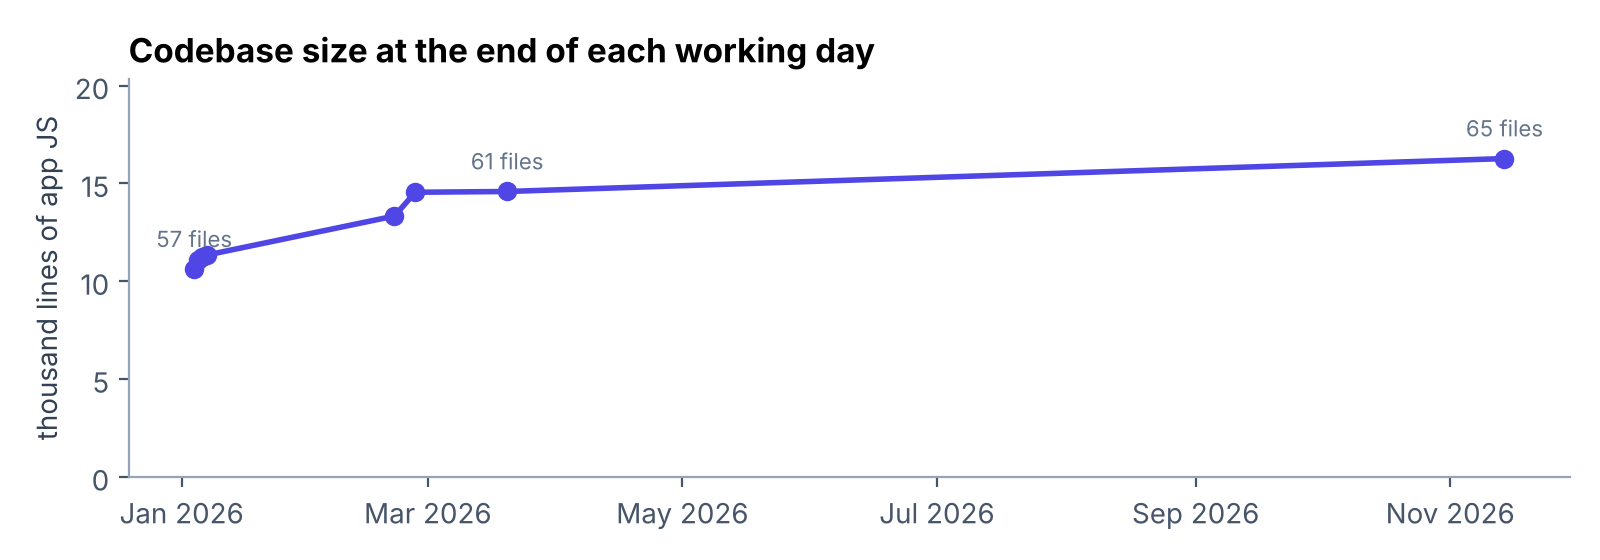 Codebase size at the end of each working day
thousand lines of app JS
20
15
10
5
0
57 files
61 files
65 files
Jan 2026
Mar 2026
May 2026
Jul 2026
Sep 2026
Nov 2026